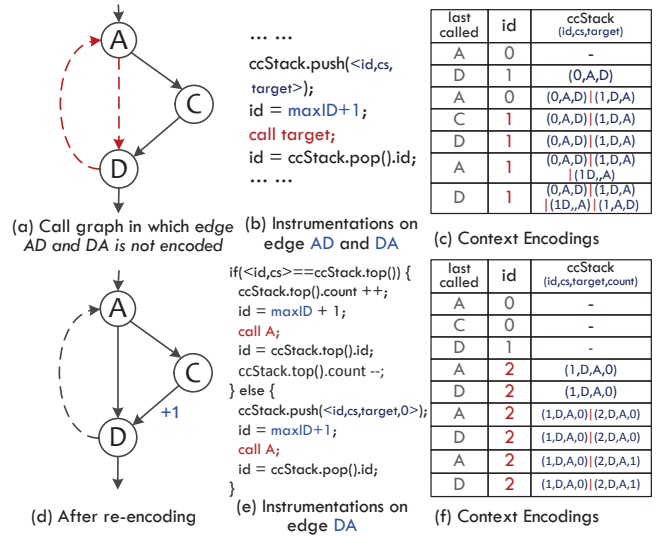 A
C
D
(a) Call graph in which edge
AD and DA is not encoded
... ...
ccStack.push(<id,cs,
target>);
id = maxID+1;
call target;
id = ccStack.pop().id;
... ...
(b) Instrumentations on
edge AD and DA
last called id ccStack (id,cs,target)
A 0 -
D 1 (0,A,D)
A 0 (0,A,D)|(1,D,A)
C 1 (0,A,D)|(1,D,A)
D 1 (0,A,D)|(1,D,A)
A 1 (0,A,D)|(1,D,A)
|(1D,,A)
D 1 (0,A,D)|(1,D,A)
|(1D,,A)|(1,A,D)
(c) Context Encodings
A
C
+1
D
(d) After re-encoding
if(<id,cs>==ccStack.top()) {
ccStack.top().count ++;
id = maxID + 1;
call A;
id = ccStack.top().id;
ccStack.top().count --;
} else {
ccStack.push(<id,cs,target,0>);
id = maxID+1;
call A;
id = ccStack.pop().id;
}
(e) Instrumentations on
edge DA
last called id ccStack (id,cs,target,count)
A 0 -
C 0 -
D 1 -
A 2 (1,D,A,0)
D 2 (1,D,A,0)
A 2 (1,D,A,0)|(2,D,A,0)
D 2 (1,D,A,0)|(2,D,A,0)
A 2 (1,D,A,0)|(2,D,A,1)
D 2 (1,D,A,0)|(2,D,A,1)
(f) Context Encodings